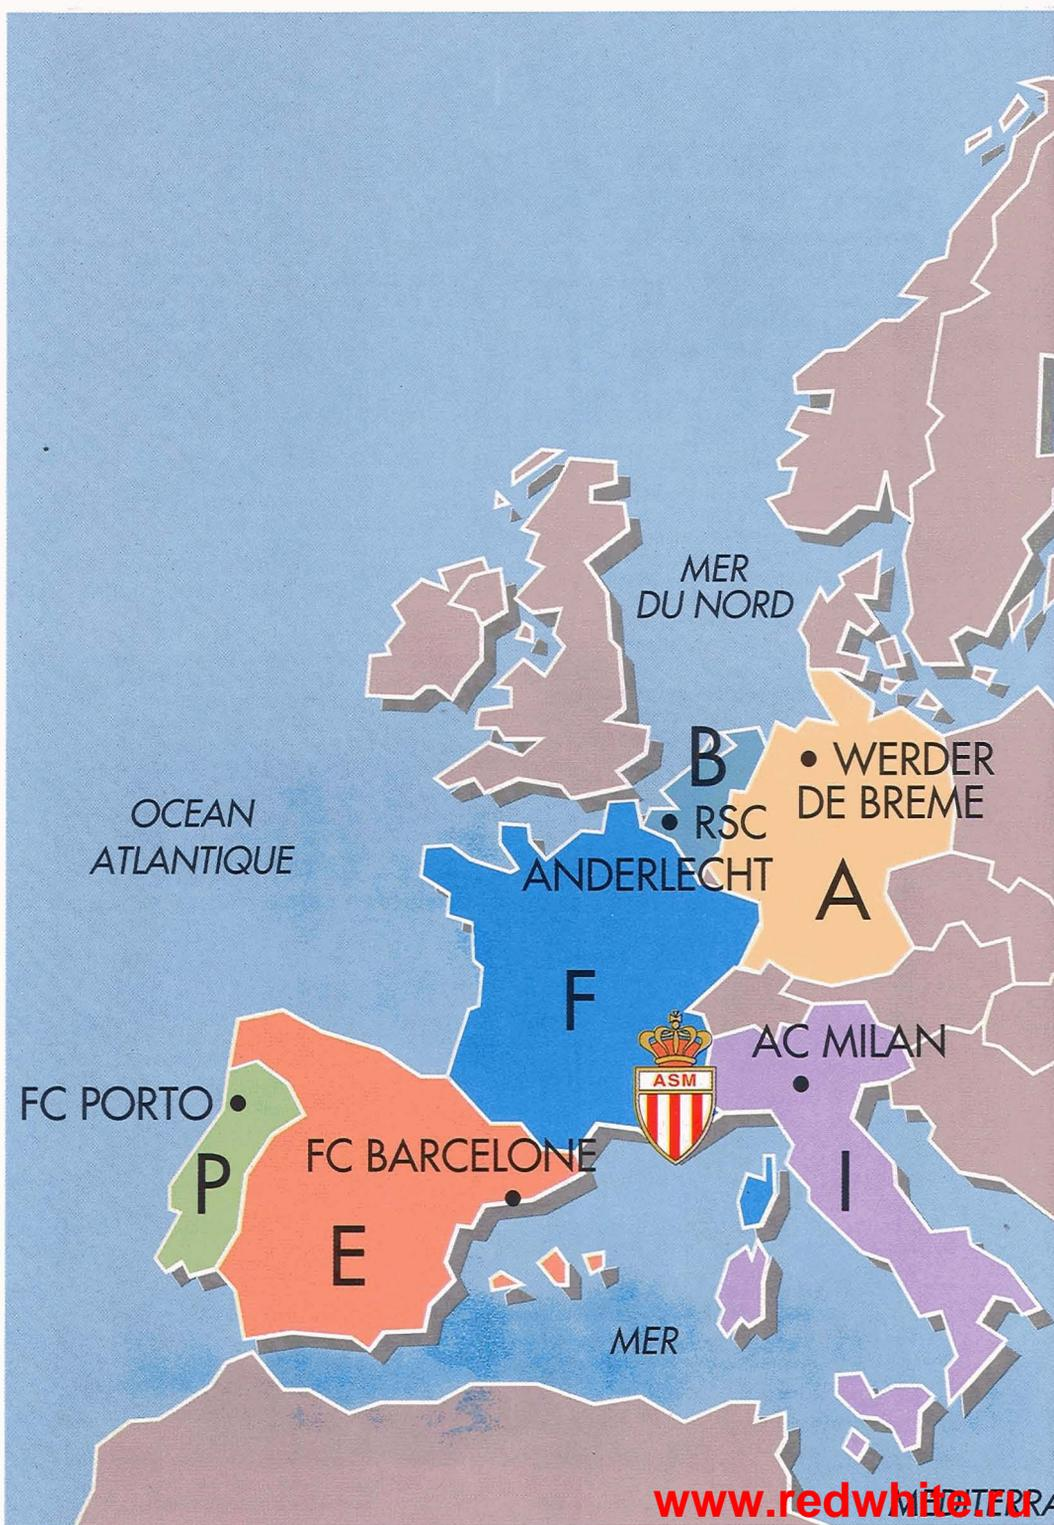 MER
DU NORD
B
WERDER
DE BREME
RSC
ANDERLECHT
OCEAN
ATLANTIQUE
A
F
AC MILAN
ASM
FC PORTO
FC BARCELONE
P
I
E
MER
MEDITERRA
www.redwhite.ru